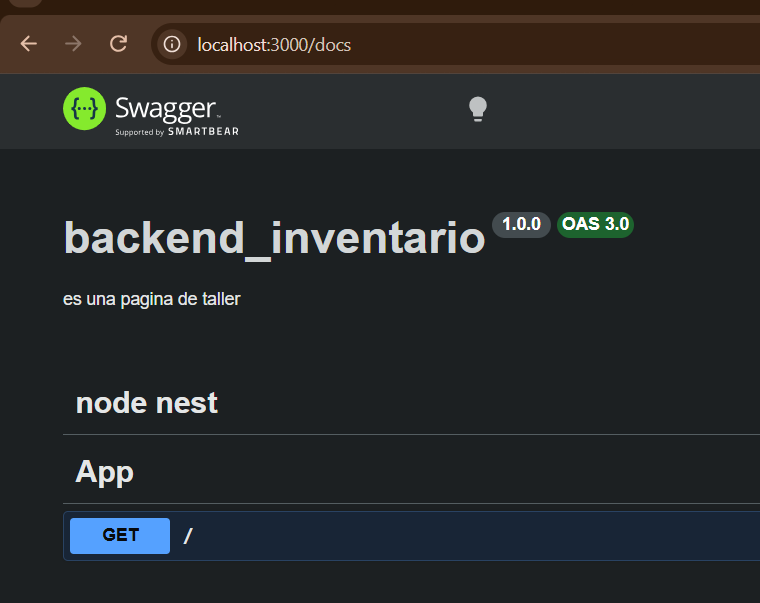 localhost:3000/docs
{...} Swagger™
Supported by SMARTBEAR
backend_inventario 1.0.0 OAS 3.0
es una pagina de taller
node nest
App
GET /